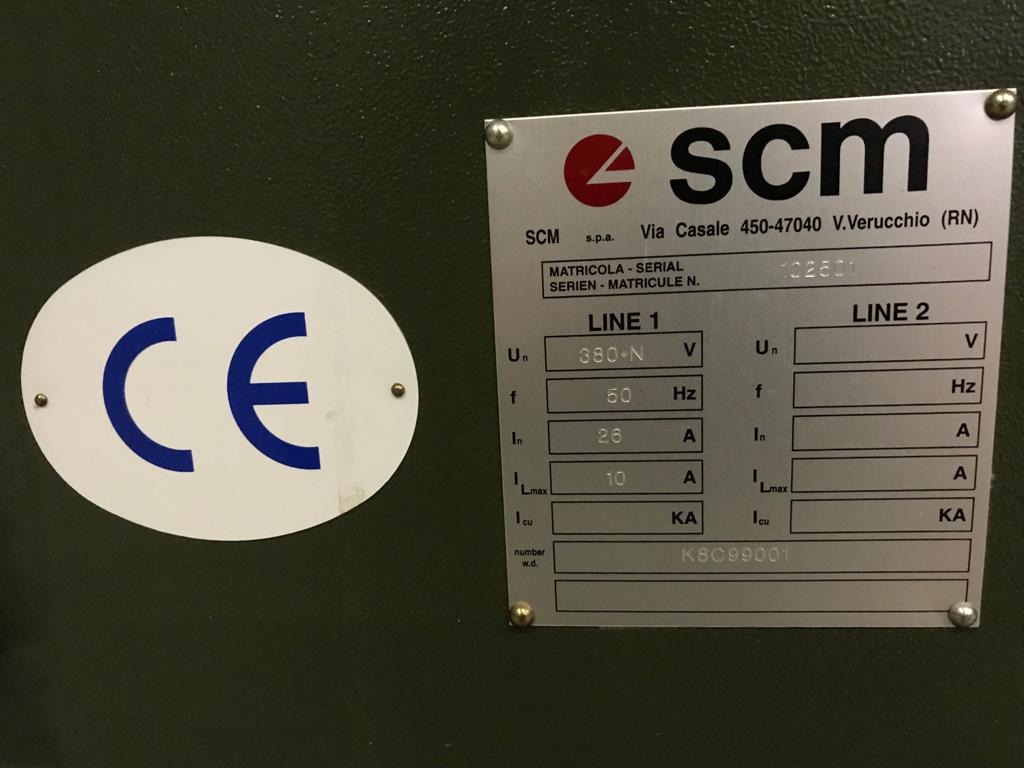 CE
scm
SCM s.p.a. Via Casale 450-47040 V.Verucchio (RN)
MATRICOLA - SERIAL
SERIEN - MATRICULE N. 102501
LINE 1 LINE 2
Un 380+N V Un V
f 50 Hz f Hz
In 26 A In A
ILmax 10 A ILmax A
Icu KA Icu KA
number
w.d. K8C99001